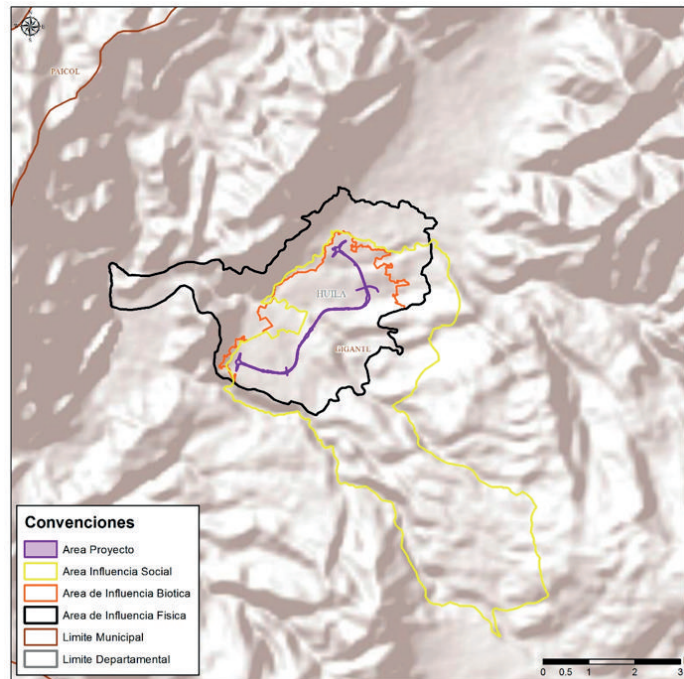 PAICOL
HUILA
GIGANTE
Convenciones
Area Proyecto
Area Influencia Social
Area de Influencia Biotica
Area de Influencia Fisica
Limite Municipal
Limite Departamental
0 0.5 1 2 3